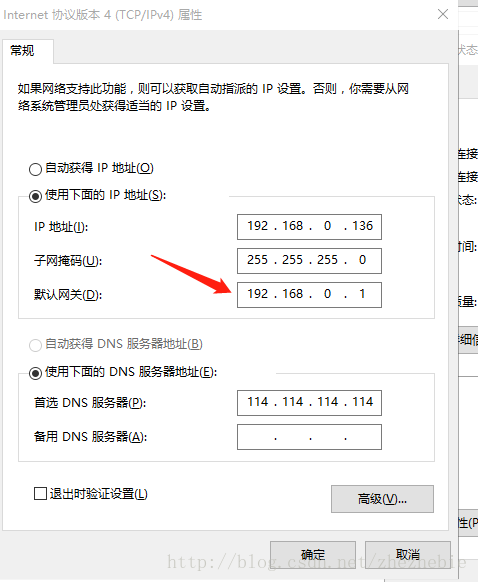 Internet 协议版本 4 (TCP/IPv4) 属性
常规
状态
如果网络支持此功能，则可以获取自动指派的 IP 设置。否则，你需要从网
络系统管理员处获得适当的 IP 设置。
自动获得 IP 地址(O)
使用下面的 IP 地址(S):
IP 地址(I):
192 . 168 . 0 . 136
子网掩码(U):
255 . 255 . 255 . 0
默认网关(D):
192 . 168 . 0 . 1
自动获得 DNS 服务器地址(B)
使用下面的 DNS 服务器地址(E):
首选 DNS 服务器(P):
114 . 114 . 114 . 114
备用 DNS 服务器(A):
. . .
退出时验证设置(L)
高级(V)...
确定
取消
连接
连接
状态:
时间:
质量:
详细信
性(P
http://blog.csdn.net/zhezhebie